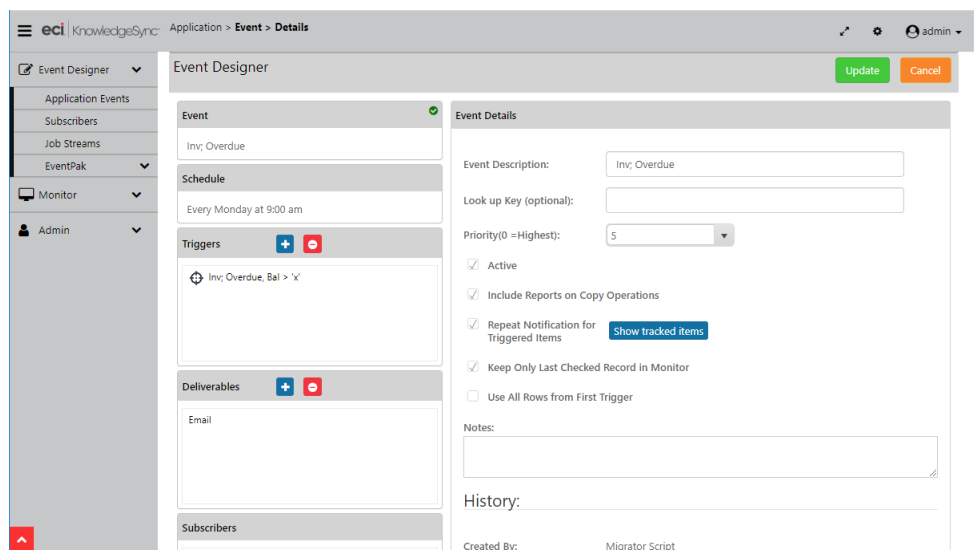 eci KnowledgeSync
Application > Event > Details
admin
Event Designer
Application Events
Subscribers
Job Streams
EventPak
Monitor
Admin
Event Designer
Update
Cancel
Event
Inv; Overdue
Schedule
Every Monday at 9:00 am
Triggers
Inv; Overdue, Bal > 'x'
Deliverables
Email
Subscribers
Event Details
Event Description: Inv; Overdue
Look up Key (optional):
Priority(0 =Highest): 5
Active
Include Reports on Copy Operations
Repeat Notification for
Triggered Items
Show tracked items
Keep Only Last Checked Record in Monitor
Use All Rows from First Trigger
Notes:
History:
Created By: Migrator Script